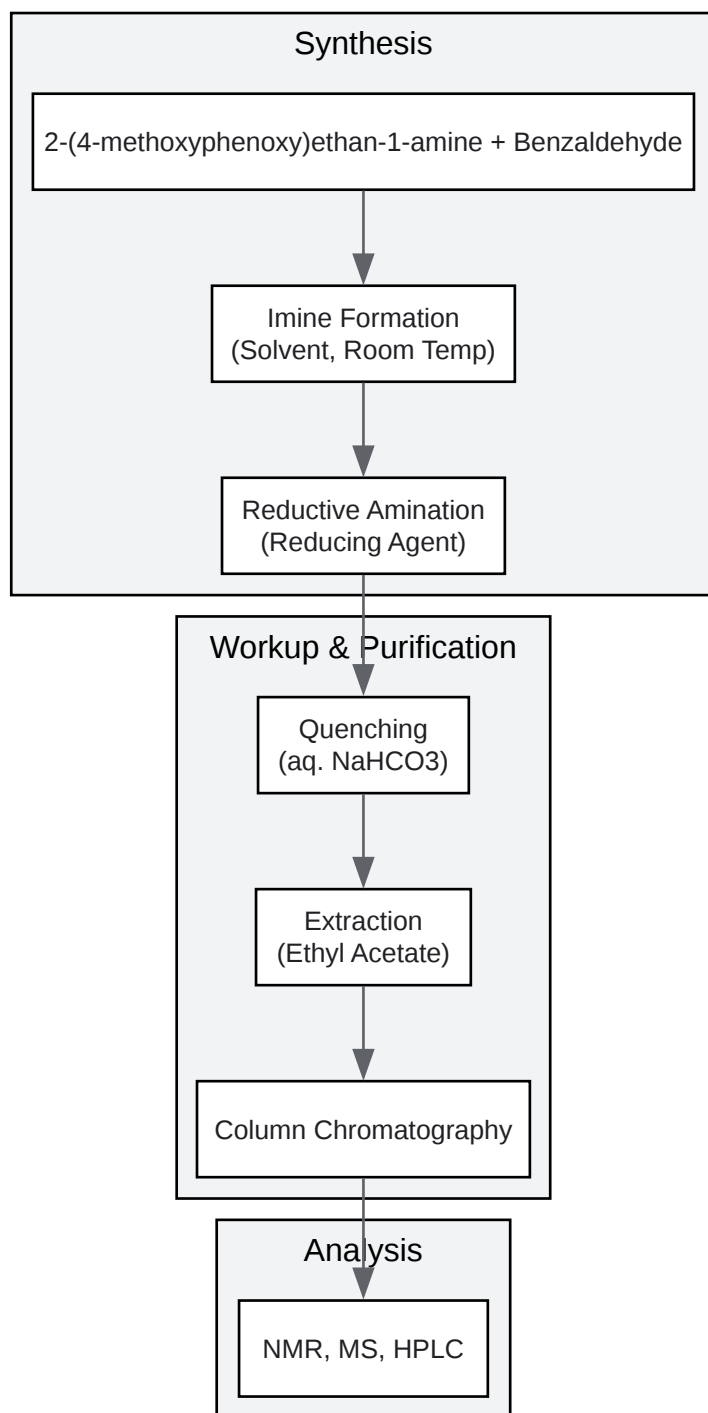 Synthesis
2-(4-methoxyphenoxy)ethan-1-amine + Benzaldehyde
Imine Formation
(Solvent, Room Temp)
Reductive Amination
(Reducing Agent)
Workup & Purification
Quenching
(aq. NaHCO3)
Extraction
(Ethyl Acetate)
Column Chromatography
Analysis
NMR, MS, HPLC